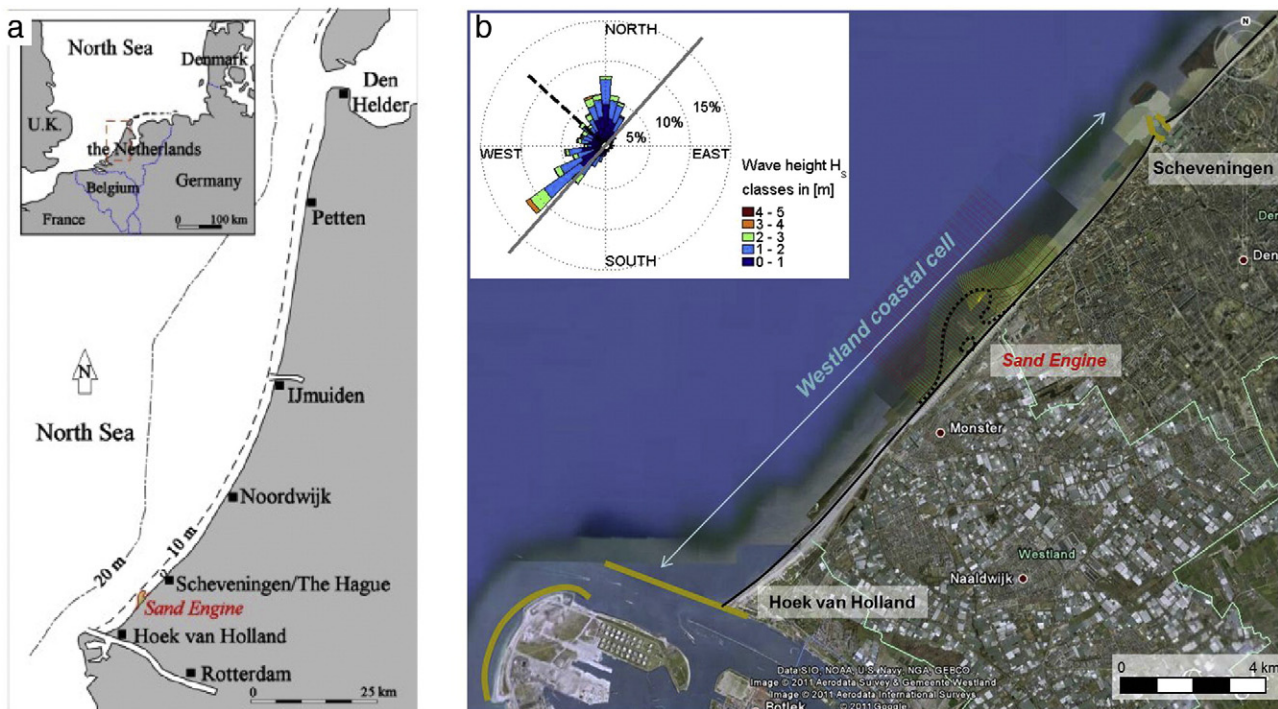 a
North Sea
Denmark
U.K.
the Netherlands
Belgium
Germany
France
0 100 km
Den
Helder
Petten
N
IJmuiden
North Sea
Noordwijk
-20 m
-10 m
Scheveningen/The Hague
Sand Engine
Hoek van Holland
Rotterdam
0 25 km
b
NORTH
15%
10%
5%
WEST
EAST
SOUTH
Wave height HS
classes in [m]
4 - 5
3 - 4
2 - 3
1 - 2
0 - 1
N
Scheveningen
Den
Westland coastal cell
Sand Engine
Monster
Westland
Naaldwijk
Hoek van Holland
Data SIO, NOAA, U.S. Navy, NGA, GEBCO
Image © 2011 Aerodata Survey & Gemeente Westland
Image © 2011 Aerodata International Surveys
© 2011 Google
Botlek
0 4 km